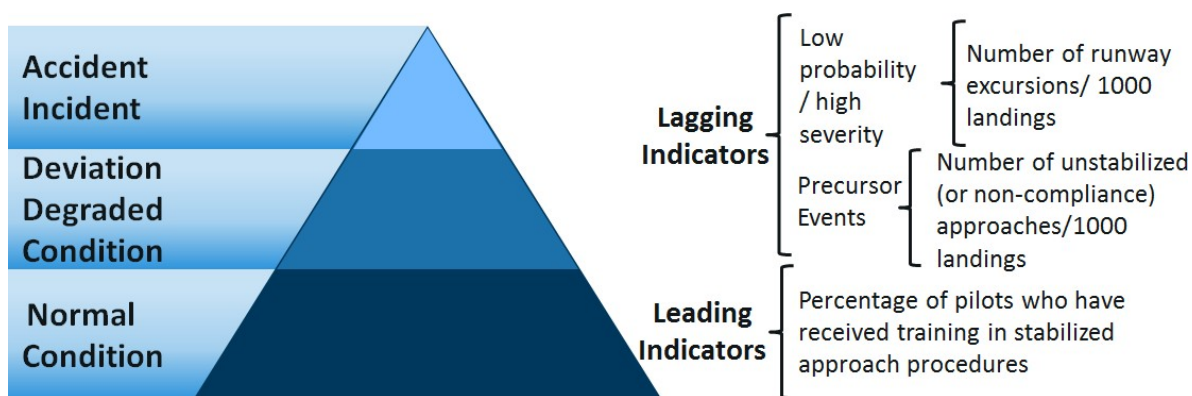 Accident
Incident
Deviation
Degraded
Condition
Normal
Condition
Lagging
Indicators
Low
probability
/ high
severity
Number of runway
excursions/ 1000
landings
Precursor
Events
Number of unstabilized
(or non-compliance)
approaches/1000
landings
Leading
Indicators
Percentage of pilots who have
received training in stabilized
approach procedures